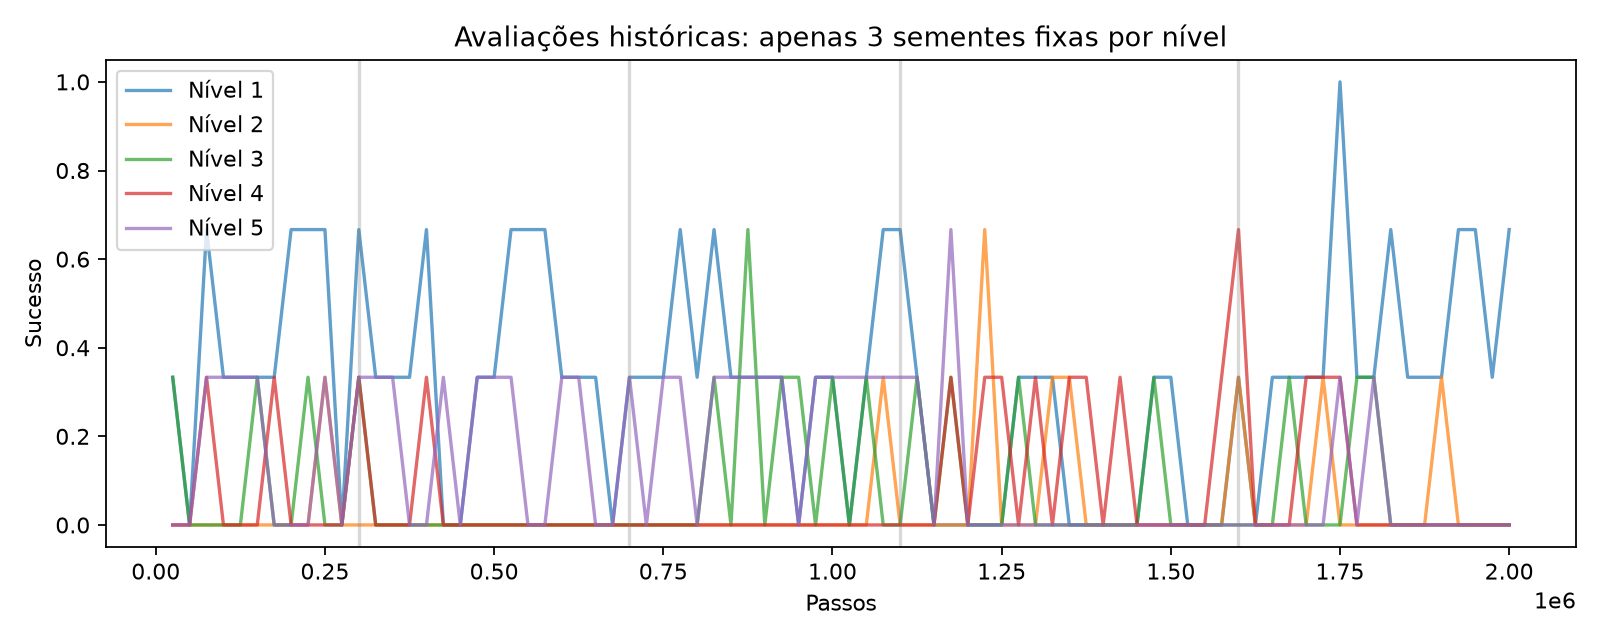 Avaliações históricas: apenas 3 sementes fixas por nível
Nível 1
Nível 2
Nível 3
Nível 4
Nível 5
Sucesso
1.0
0.8
0.6
0.4
0.2
0.0
0.00 0.25 0.50 0.75 1.00 1.25 1.50 1.75 2.00
1e6
Passos